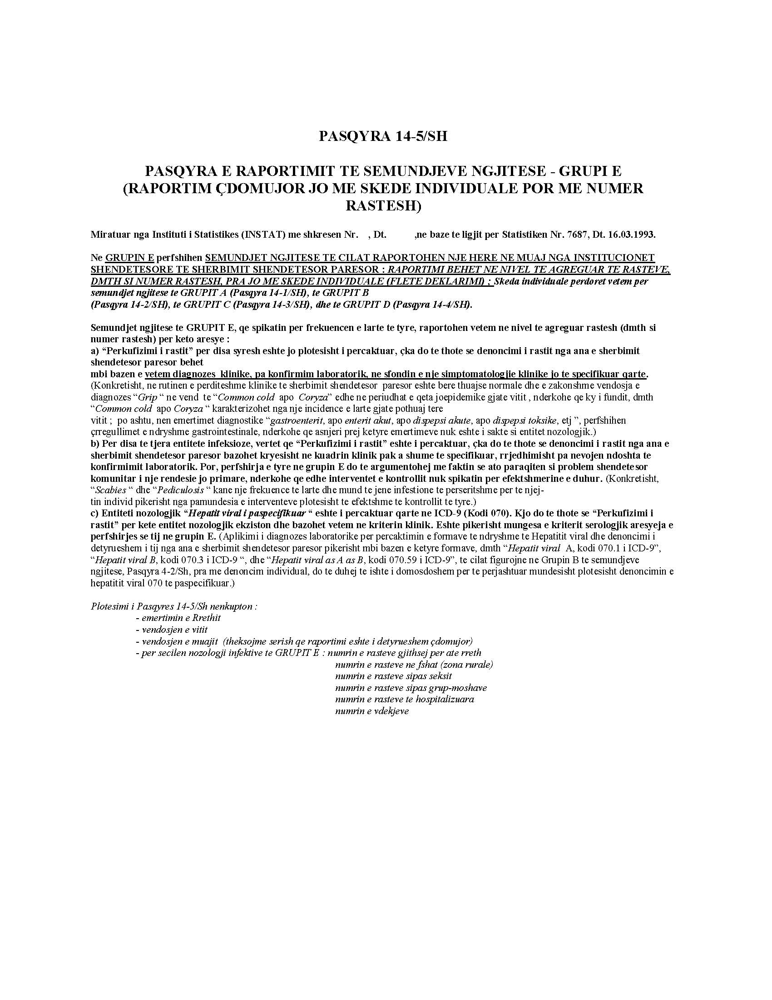 PASQYRA 14-5/SH
PASQYRA E RAPORTIMIT TE SEMUNDJEVE NGJITESE - GRUPI E
(RAPORTIM ÇDOMUJOR JO ME SKEDE INDIVIDUALE POR ME NUMER
RASTESH)
Miratuar nga Instituti i Statistikes (INSTAT) me shkresen Nr. , Dt. ,ne baze te ligjit per Statistiken Nr. 7687, Dt. 16.03.1993.
Ne GRUPIN E perfshihen SEMUNDJET NGJITESE TE CILAT RAPORTOHEN NJE HERE NE MUAJ NGA INSTITUCIONET
SHENDETESORE TE SHERBIMIT SHENDETESOR PARESOR : RAPORTIMI BEHET NE NIVEL TE AGREGUAR TE RASTEVE,
DMTH SI NUMER RASTESH, PRA JO ME SKEDE INDIVIDUALE (FLETE DEKLARIMI) ; Skeda individuale perdoret vetem per
semundjet ngjitese te GRUPIT A (Pasqyra 14-1/SH), te GRUPIT B
(Pasqyra 14-2/SH), te GRUPIT C (Pasqyra 14-3/SH), dhe te GRUPIT D (Pasqyra 14-4/SH).
Semundjet ngjitese te GRUPIT E, qe spikatin per frekuencen e larte te tyre, raportohen vetem ne nivel te agreguar rastesh (dmth si
numer rastesh) per keto aresye :
a) “Perkufizimi i rastit” per disa syresh eshte jo plotesisht i percaktuar, çka do te thote se denoncimi i rastit nga ana e sherbimit
shendetesor paresor behet
mbi bazen e vetem diagnozes klinike, pa konfirmim laboratorik, ne sfondin e nje simptomatologjie klinike jo te specifikuar qarte.
(Konkretisht, ne rutinen e perditeshme klinike te sherbimit shendetesor paresor eshte bere thuajse normale dhe e zakonshme vendosja e
diagnozes “Grip “ ne vend te “Common cold apo Coryza” edhe ne periudhat e qeta joepidemike gjate vitit , nderkohe qe ky i fundit, dmth
“Common cold apo Coryza “ karakterizohet nga nje incidence e larte gjate pothuaj tere
vitit ; po ashtu, nen emertimet diagnostike “gastroenterit, apo enterit akut, apo dispepsi akute, apo dispepsi toksike, etj ”, perfshihen
çrregullimet e ndryshme gastrointestinale, nderkohe qe asnjeri prej ketyre emertimeve nuk eshte i sakte si entitet nozologjik.)
b) Per disa te tjera entitete infeksioze, vertet qe “Perkufizimi i rastit” eshte i percaktuar, çka do te thote se denoncimi i rastit nga ana e
sherbimit shendetesor paresor bazohet kryesisht ne kuadrin klinik pak a shume te specifikuar, rrjedhimisht pa nevojen ndoshta te
konfirmimit laboratorik. Por, perfshirja e tyre ne grupin E do te argumentohej me faktin se ato paraqiten si problem shendetesor
komunitar i nje rendesie jo primare, nderkohe qe edhe interventet e kontrollit nuk spikatin per efektshmerine e duhur. (Konkretisht,
“Scabies “ dhe “Pediculosis “ kane nje frekuence te larte dhe mund te jene infestione te perseritshme per te njej-
tin individ pikerisht nga pamundesia e interventeve plotesisht te efektshme te kontrollit te tyre.)
c) Entiteti nozologjik “Hepatit viral i paspecifikuar “ eshte i percaktuar qarte ne ICD-9 (Kodi 070). Kjo do te thote se “Perkufizimi i
rastit” per kete entitet nozologjik ekziston dhe bazohet vetem ne kriterin klinik. Eshte pikerisht mungesa e kriterit serologjik aresyeja e
perfshirjes se tij ne grupin E. (Aplikimi i diagnozes laboratorike per percaktimin e formave te ndryshme te Hepatitit viral dhe denoncimi i
detyrueshem i tij nga ana e sherbimit shendetesor paresor pikerisht mbi bazen e ketyre formave, dmth “Hepatit viral A, kodi 070.1 i ICD-9”,
“Hepatit viral B, kodi 070.3 i ICD-9 “, dhe “Hepatit viral as A as B, kodi 070.59 i ICD-9”, te cilat figurojne ne Grupin B te semundjeve
ngjitese, Pasqyra 4-2/Sh, pra me denoncim individual, do te duhej te ishte i domosdoshem per te perjashtuar mundesisht plotesisht denoncimin e
hepatitit viral 070 te paspecifikuar.)
Plotesimi i Pasqyres 14-5/Sh nenkupton :
- emertimin e Rrethit
- vendosjen e vitit
- vendosjen e muajit (theksojme serish qe raportimi eshte i detyrueshem çdomujor)
- per secilen nozologji infektive te GRUPIT E : numrin e rasteve gjithsej per ate rreth
numrin e rasteve ne fshat (zona rurale)
numrin e rasteve sipas seksit
numrin e rasteve sipas grup-moshave
numrin e rasteve te hospitalizuara
numrin e vdekjeve